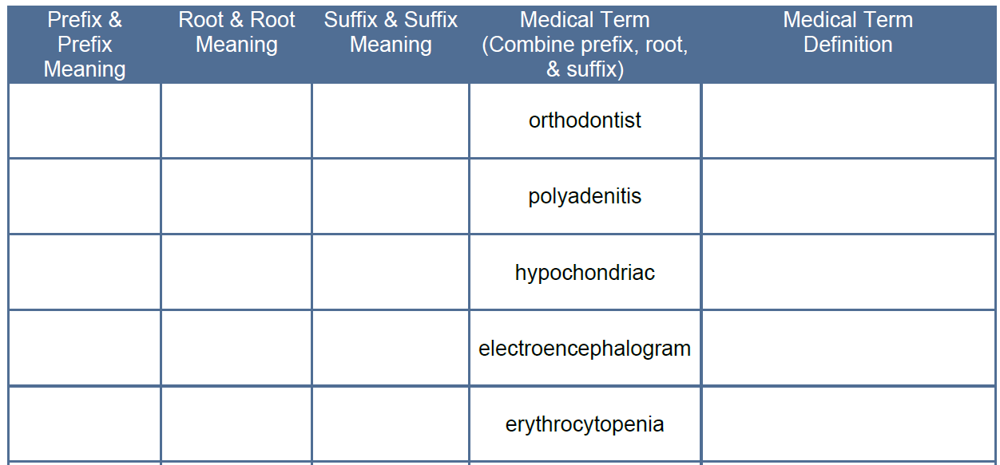 Prefix &
Prefix
Meaning
Root & Root
Meaning
Suffix & Suffix
Meaning
Medical Term
(Combine prefix, root,
& suffix)
Medical Term
Definition
orthodontist
polyadenitis
hypochondriac
electroencephalogram
erythrocytopenia